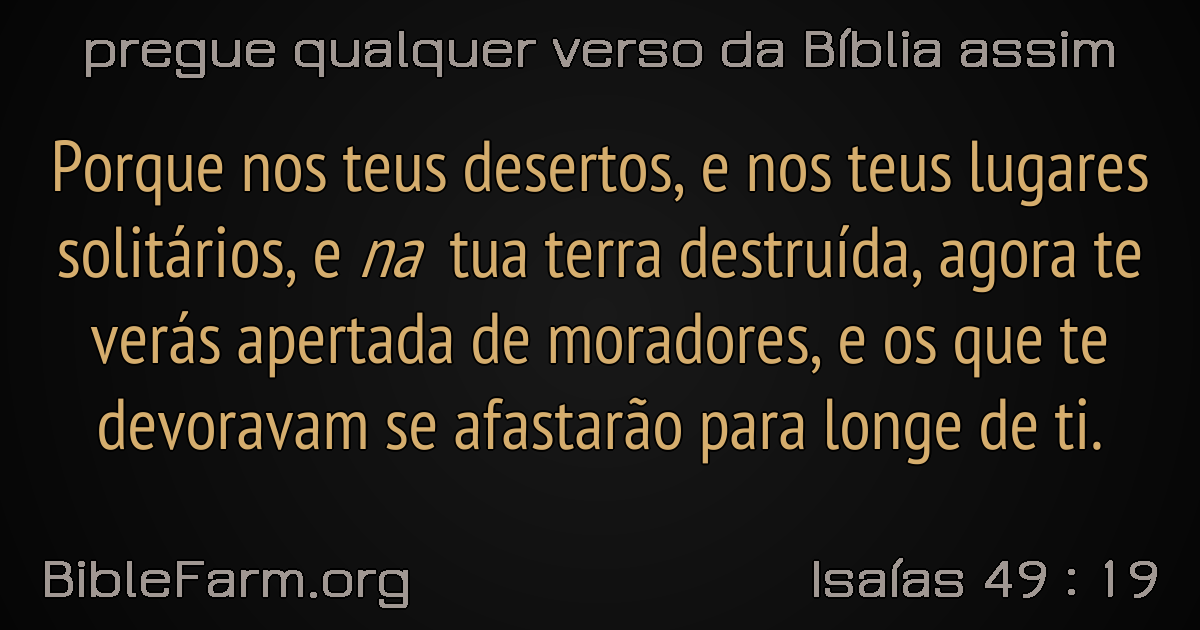 pregue qualquer verso da Bíblia assim
Porque nos teus desertos, e nos teus lugares
solitários, e na tua terra destruída, agora te
verás apertada de moradores, e os que te
devoravam se afastarão para longe de ti.
BibleFarm.org
Isaías 49 : 19